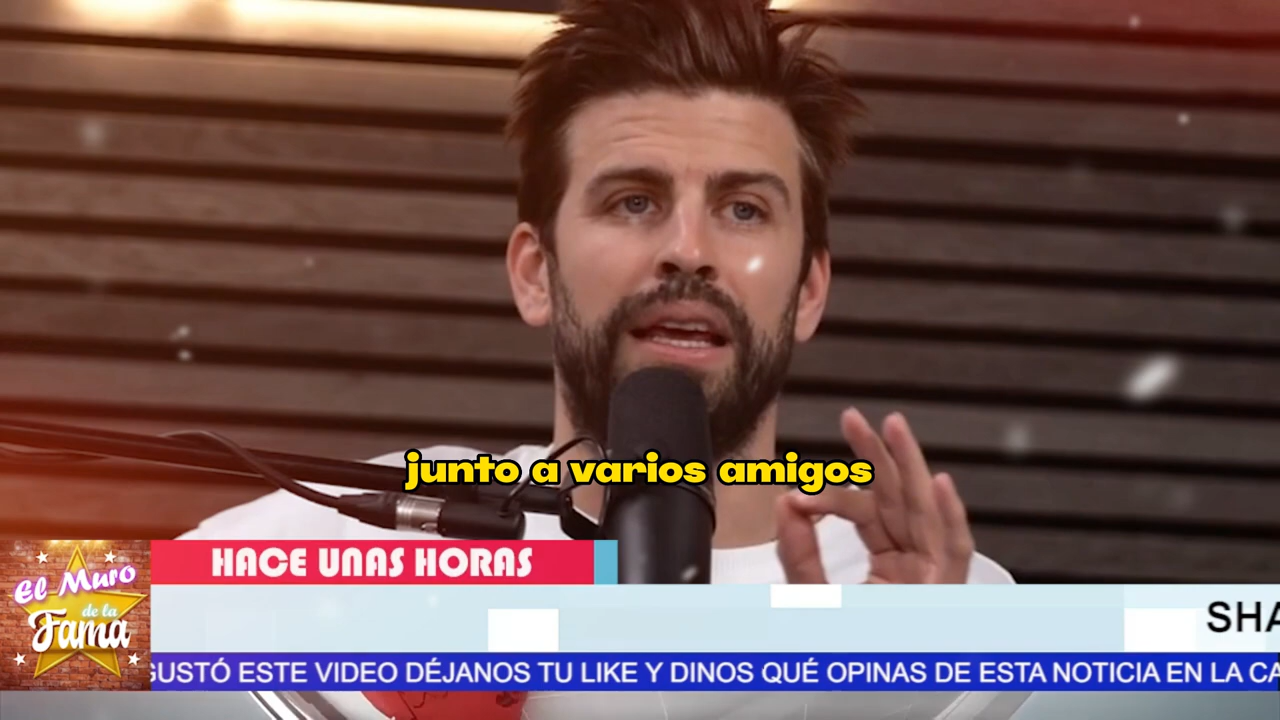 junto a varios amigos
HACE UNAS HORAS
El Muro
de la
Fama
SHA
GUSTÓ ESTE VIDEO DÉJANOS TU LIKE Y DINOS QUÉ OPINAS DE ESTA NOTICIA EN LA CA